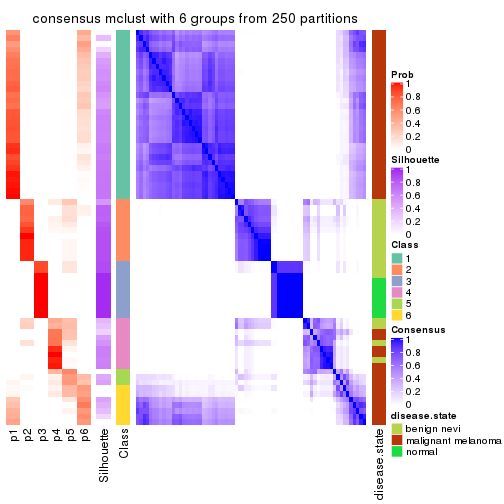 consensus mclust with 6 groups from 250 partitions
Prob
1
0.8
0.6
0.4
0.2
0
Silhouette
1
0.8
0.6
0.4
0.2
0
Class
1
2
3
4
5
6
Consensus
1
0.8
0.6
0.4
0.2
0
disease.state
benign nevi
malignant melanoma
normal
p1
p2
p3
p4
p5
p6
Silhouette
Class
disease.state